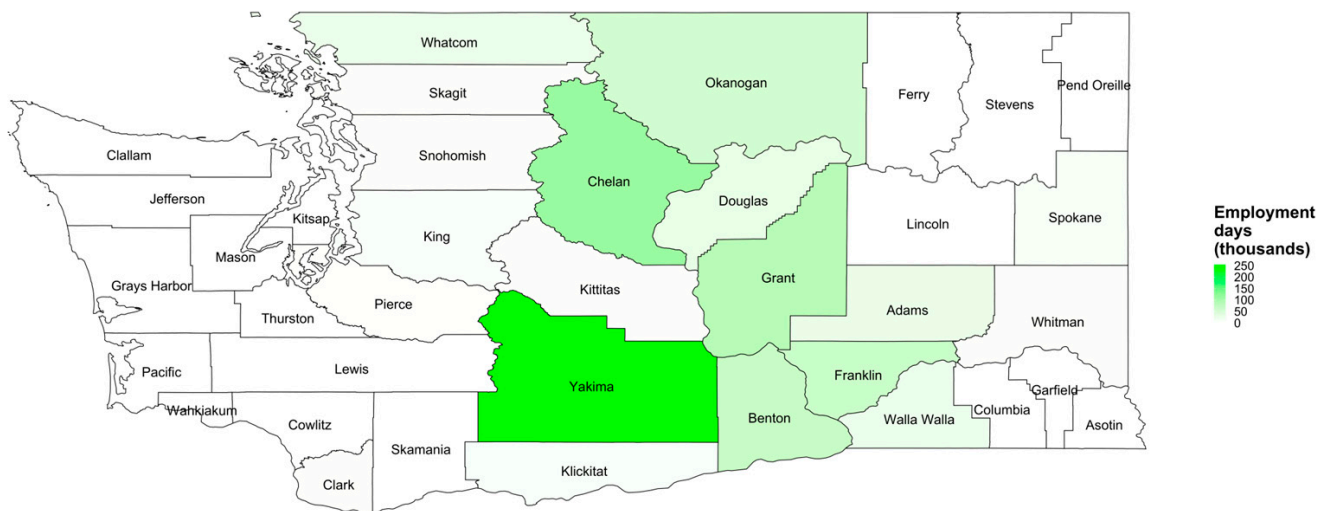 Whatcom
Okanogan
Ferry
Stevens
Pend Oreille
Skagit
Snohomish
Clallam
Chelan
Jefferson
Douglas
Kitsap
King
Lincoln
Spokane
Mason
Grays Harbor
Grant
Kittitas
Pierce
Thurston
Adams
Whitman
Pacific
Lewis
Yakima
Franklin
Garfield
Wahkiakum
Cowlitz
Benton
Walla Walla
Columbia
Asotin
Skamania
Klickitat
Clark
Employment
days
(thousands)
250
200
150
100
50
0